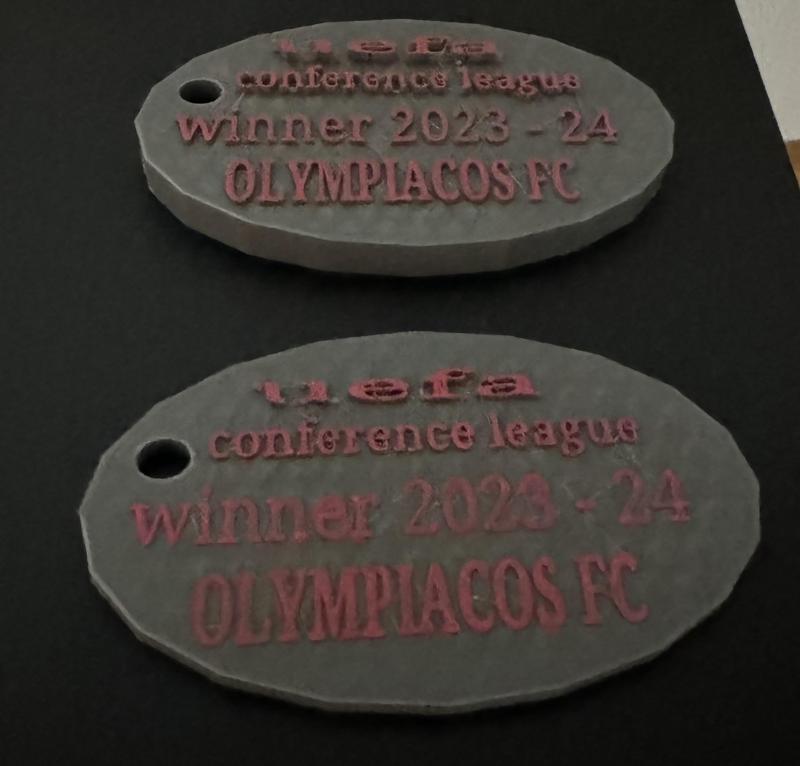 uefa
conference league
winner 2023 - 24
OLYMPIACOS FC
uefa
conference league
winner 2023 - 24
OLYMPIACOS FC